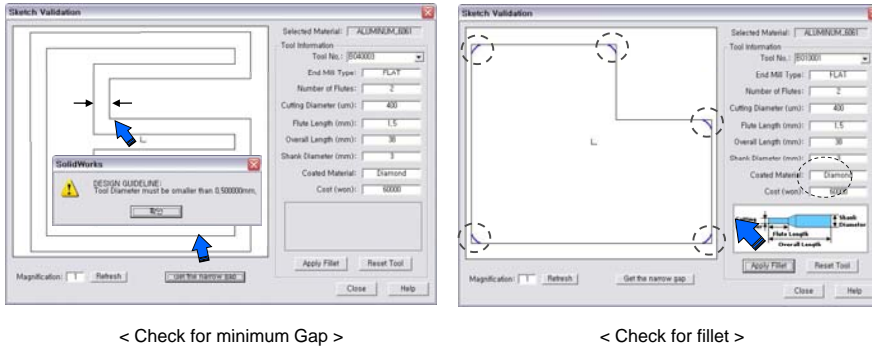 Sketch Validation
Selected Material: ALUMINUM_6061
Tool Information
Tool No.: B040003
End Mill Type: FLAT
Number of Flutes: 2
Cutting Diameter (um): 400
Flute Length (mm): 1.5
Overall Length (mm): 38
Shank Diameter (mm): 3
Coated Material: Diamond
Cost (won): 60000
SolidWorks
DESIGN GUIDELINE:
Tool Diameter must be smaller than 0.500000mm,
Magnification: 1 Refresh Get the narrow gap
Apply Fillet Reset Tool
Close Help
< Check for minimum Gap >
Sketch Validation
Selected Material: ALUMINUM_6061
Tool Information
Tool No.: B010001
End Mill Type: FLAT
Number of Flutes: 2
Cutting Diameter (um): 400
Flute Length (mm): 1.5
Overall Length (mm): 38
Shank Diameter (mm): 3
Coated Material: Diamond
Cost (won): 60000
Cutting
Shank
Diameter
Flute Length
Overall Length
Magnification: 1 Refresh Get the narrow gap
Apply Fillet Reset Tool
Close Help
< Check for fillet >